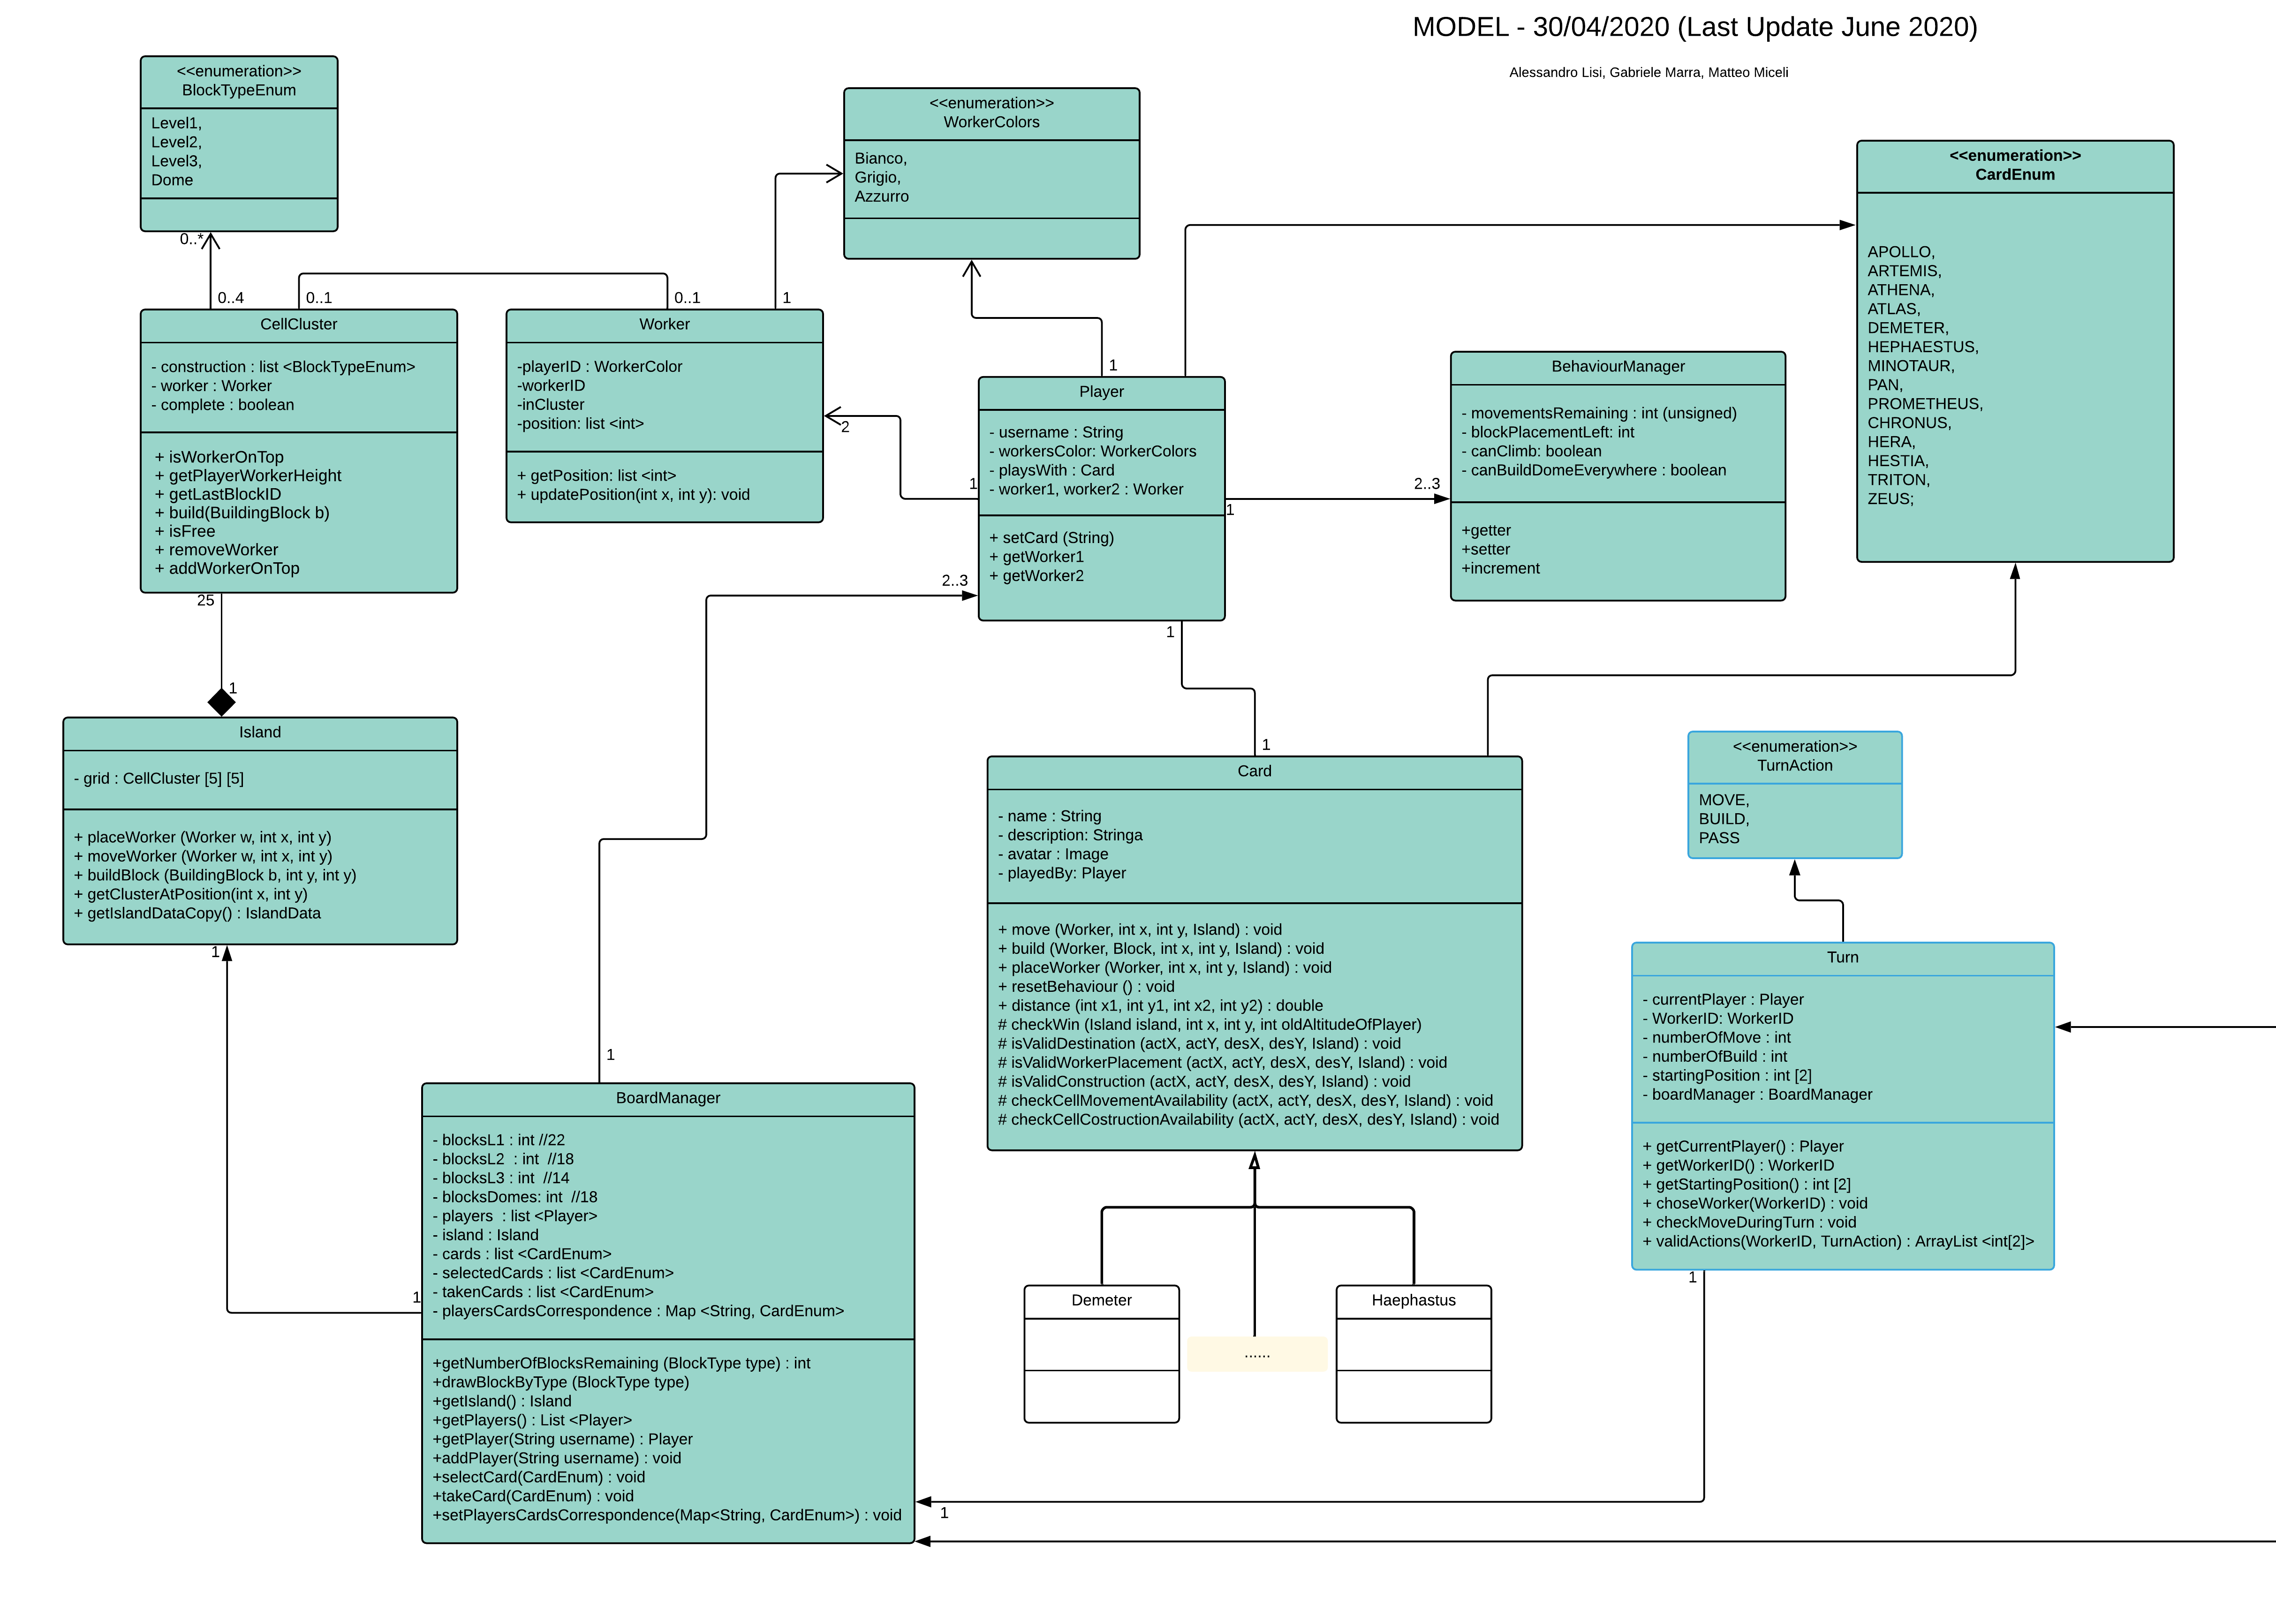 MODEL - 30/04/2020 (Last Update June 2020)
Alessandro Lisi, Gabriele Marra, Matteo Miceli
<<enumeration>>
BlockTypeEnum
Level1,
Level2,
Level3,
Dome
0..*
0..4
0..1
<<enumeration>>
WorkerColors
Bianco,
Grigio,
Azzurro
0..1
1
1
<<enumeration>>
CardEnum
APOLLO,
ARTEMIS,
ATHENA,
ATLAS,
DEMETER,
HEPHAESTUS,
MINOTAUR,
PAN,
PROMETHEUS,
CHRONUS,
HERA,
HESTIA,
TRITON,
ZEUS;
CellCluster
- construction : list <BlockTypeEnum>
- worker : Worker
- complete : boolean
+ isWorkerOnTop
+ getPlayerWorkerHeight
+ getLastBlockID
+ build(BuildingBlock b)
+ isFree
+ removeWorker
+ addWorkerOnTop
25
1
Worker
-playerID : WorkerColor
-workerID
-inCluster
-position: list <int>
+ getPosition: list <int>
+ updatePosition(int x, int y): void
2
1
Player
- username : String
- workersColor: WorkerColors
- playsWith : Card
- worker1, worker2 : Worker
+ setCard (String)
+ getWorker1
+ getWorker2
2..3
1
1
2..3
BehaviourManager
- movementsRemaining : int (unsigned)
- blockPlacementLeft: int
- canClimb: boolean
- canBuildDomeEverywhere : boolean
+getter
+setter
+increment
Island
- grid : CellCluster [5] [5]
+ placeWorker (Worker w, int x, int y)
+ moveWorker (Worker w, int x, int y)
+ buildBlock (BuildingBlock b, int y, int y)
+ getClusterAtPosition(int x, int y)
+ getIslandDataCopy() : IslandData
1
1
Card
- name : String
- description: Stringa
- avatar : Image
- playedBy: Player
+ move (Worker, int x, int y, Island) : void
+ build (Worker, Block, int x, int y, Island) : void
+ placeWorker (Worker, int x, int y, Island) : void
+ resetBehaviour () : void
+ distance (int x1, int y1, int x2, int y2) : double
# checkWin (Island island, int x, int y, int oldAltitudeOfPlayer)
# isValidDestination (actX, actY, desX, desY, Island) : void
# isValidWorkerPlacement (actX, actY, desX, desY, Island) : void
# isValidConstruction (actX, actY, desX, desY, Island) : void
# checkCellMovementAvailability (actX, actY, desX, desY, Island) : void
# checkCellCostructionAvailability (actX, actY, desX, desY, Island) : void
<<enumeration>>
TurnAction
MOVE,
BUILD,
PASS
Turn
- currentPlayer : Player
- WorkerID: WorkerID
- numberOfMove : int
- numberOfBuild : int
- startingPosition : int [2]
- boardManager : BoardManager
+ getCurrentPlayer() : Player
+ getWorkerID() : WorkerID
+ getStartingPosition() : int [2]
+ choseWorker(WorkerID) : void
+ checkMoveDuringTurn : void
+ validActions(WorkerID, TurnAction) : ArrayList <int[2]>
1
1
1
BoardManager
- blocksL1 : int //22
- blocksL2  : int  //18
- blocksL3 : int  //14
- blocksDomes: int  //18
- players  : list <Player>
- island : Island
- cards : list <CardEnum>
- selectedCards : list <CardEnum>
- takenCards : list <CardEnum>
- playersCardsCorrespondence : Map <String, CardEnum>
+getNumberOfBlocksRemaining (BlockType type) : int
+drawBlockByType (BlockType type)
+getIsland() : Island
+getPlayers() : List <Player>
+getPlayer(String username) : Player
+addPlayer(String username) : void
+selectCard(CardEnum) : void
+takeCard(CardEnum) : void
+setPlayersCardsCorrespondence(Map<String, CardEnum>) : void
1
Demeter
......
Haephastus